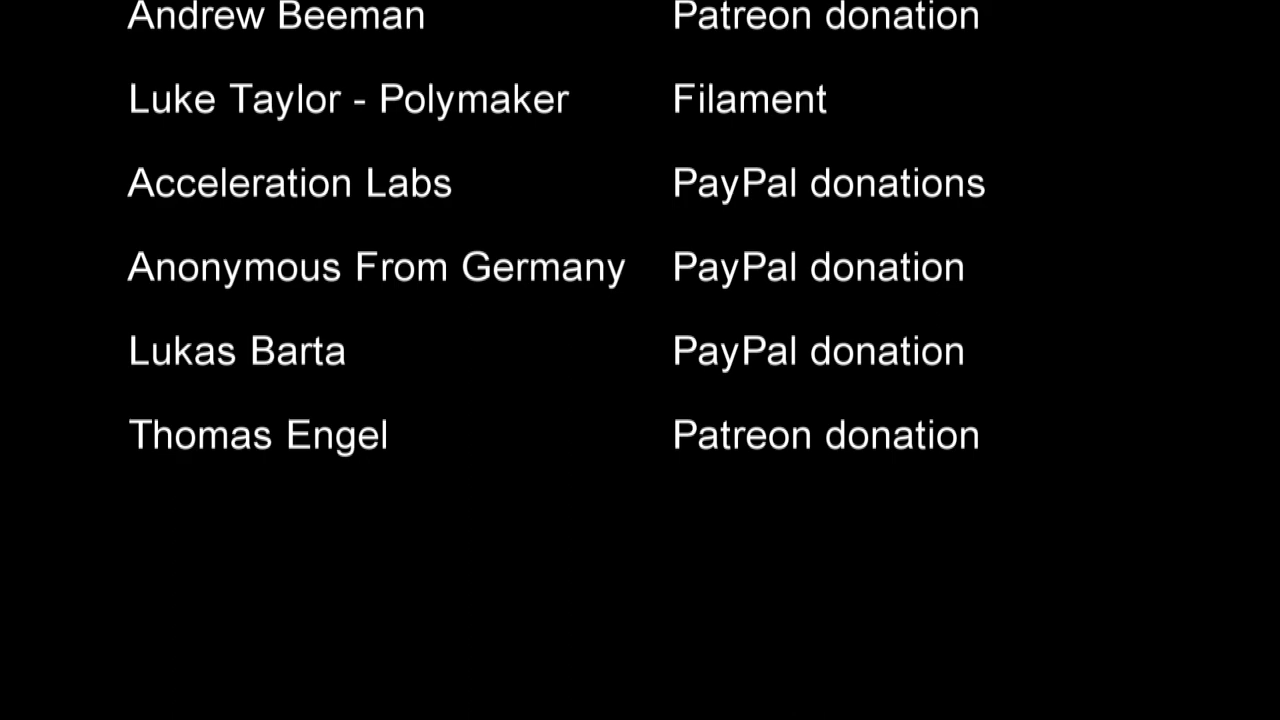 Andrew Beeman Patreon donation
Luke Taylor - Polymaker Filament
Acceleration Labs PayPal donations
Anonymous From Germany PayPal donation
Lukas Barta PayPal donation
Thomas Engel Patreon donation